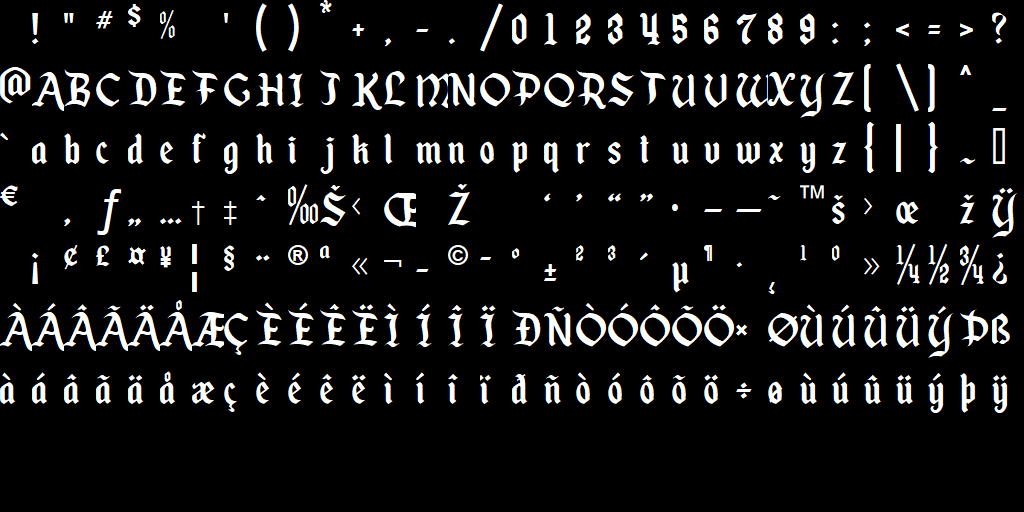 ! " # $ % ' ( ) * + , - . / 0 1 2 3 4 5 6 7 8 9 : ; < = > ?
@ A B C D E F G H I J K L M N O P Q R S T U V W X Y Z [ \ ] ^ _
` a b c d e f g h i j k l m n o p q r s t u v w x y z { | } ~ ▯
€ ‚ ƒ „ … † ‡ ˆ ‰ Š ‹ Œ Ž ‘ ’ “ ” • – — ˜ ™ š › œ ž Ÿ
¡ ¢ £ ¤ ¥ ¦ § ¨ © ª « ¬ - ® ¯ ° ± ² ³ ´ µ ¶ · ¸ ¹ º » ¼ ½ ¾ ¿
À Á Â Ã Ä Å Æ Ç È É Ê Ë Ì Í Î Ï Ð Ñ Ò Ó Ô Õ Ö × Ø Ù Ú Û Ü Ý Þ ß
à á â ã ä å æ ç è é ê ë ì í î ï ð ñ ò ó ô õ ö ÷ ø ù ú û ü ý þ ÿ